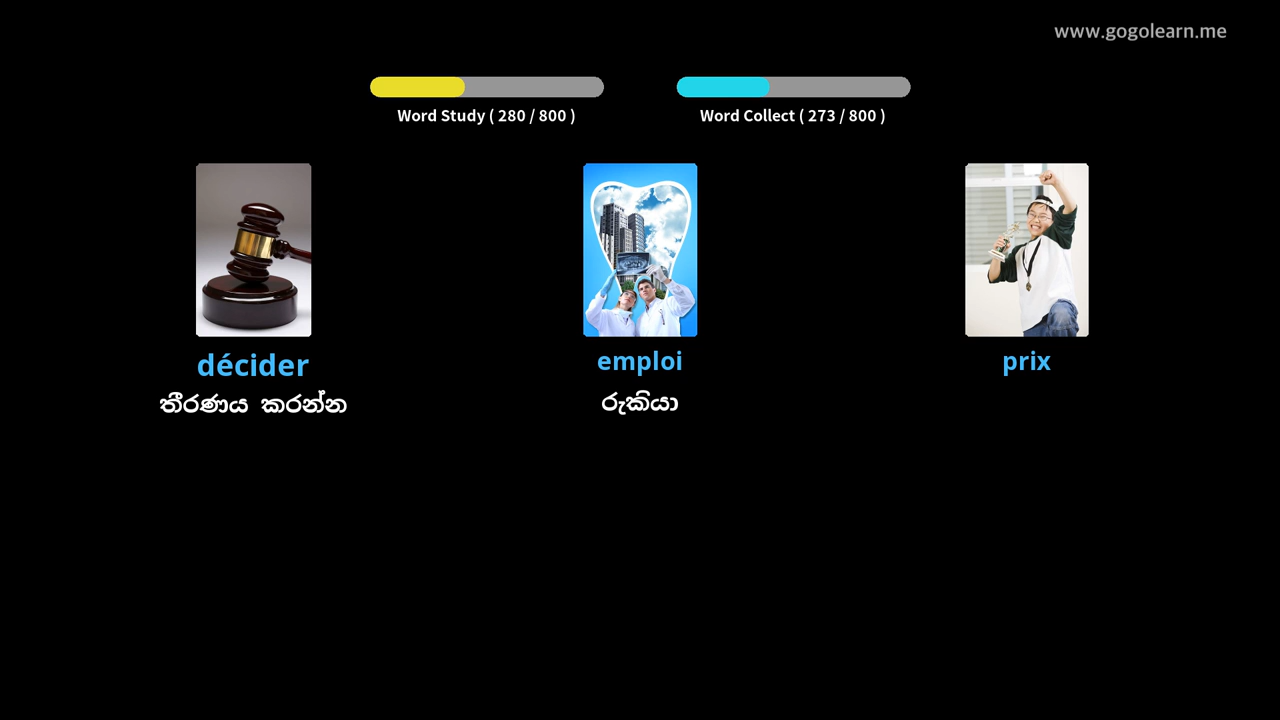 www.gogolearn.me
Word Study ( 280 / 800 )
Word Collect ( 273 / 800 )
décider
තීරණය කරන්න
emploi
රුකියා
prix